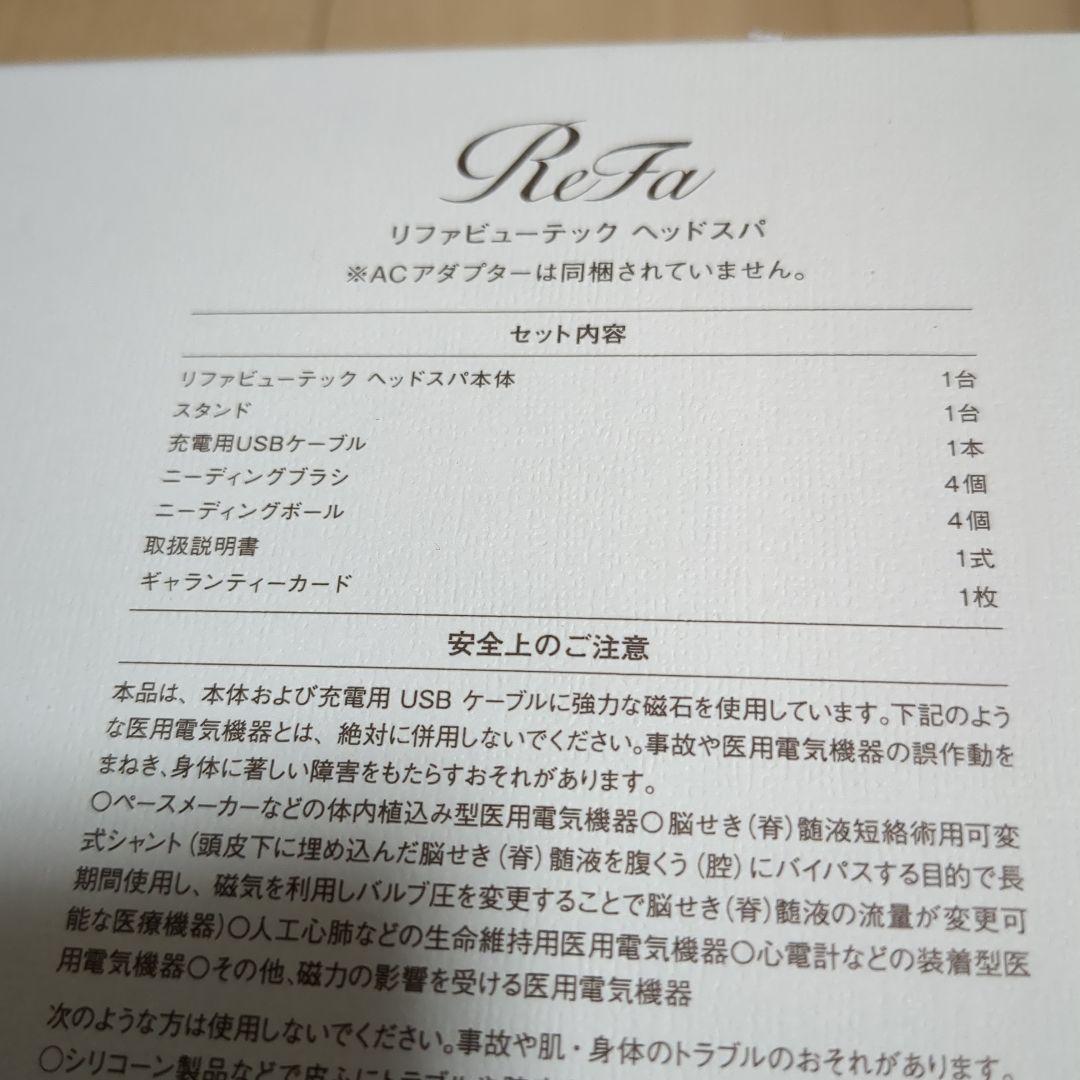 ReFa
リファビューテック ヘッドスパ
※ACアダプターは同梱されていません。
セット内容
リファビューテック ヘッドスパ本体 1台
スタンド 1台
充電用USBケーブル 1本
ニーディングブラシ 4個
ニーディングボール 4個
取扱説明書 1式
ギャランティーカード 1枚
安全上のご注意
本品は、本体および充電用 USB ケーブルに強力な磁石を使用しています。下記のよう
な医用電気機器とは、絶対に併用しないでください。事故や医用電気機器の誤作動を
まねき、身体に著しい障害をもたらすおそれがあります。
○ペースメーカーなどの体内植込み型医用電気機器○脳せき(脊)髄液短絡術用可変
式シャント(頭皮下に埋め込んだ脳せき(脊)髄液を腹くう(腔)にバイパスする目的で長
期間使用し、磁気を利用しバルブ圧を変更することで脳せき(脊)髄液の流量が変更可
能な医療機器)○人工心肺などの生命維持用医用電気機器○心電計などの装着型医
用電気機器○その他、磁力の影響を受ける医用電気機器
次のような方は使用しないでください。事故や肌・身体のトラブルのおそれがあります。
○シリコーン製品などで皮ふにトラブル